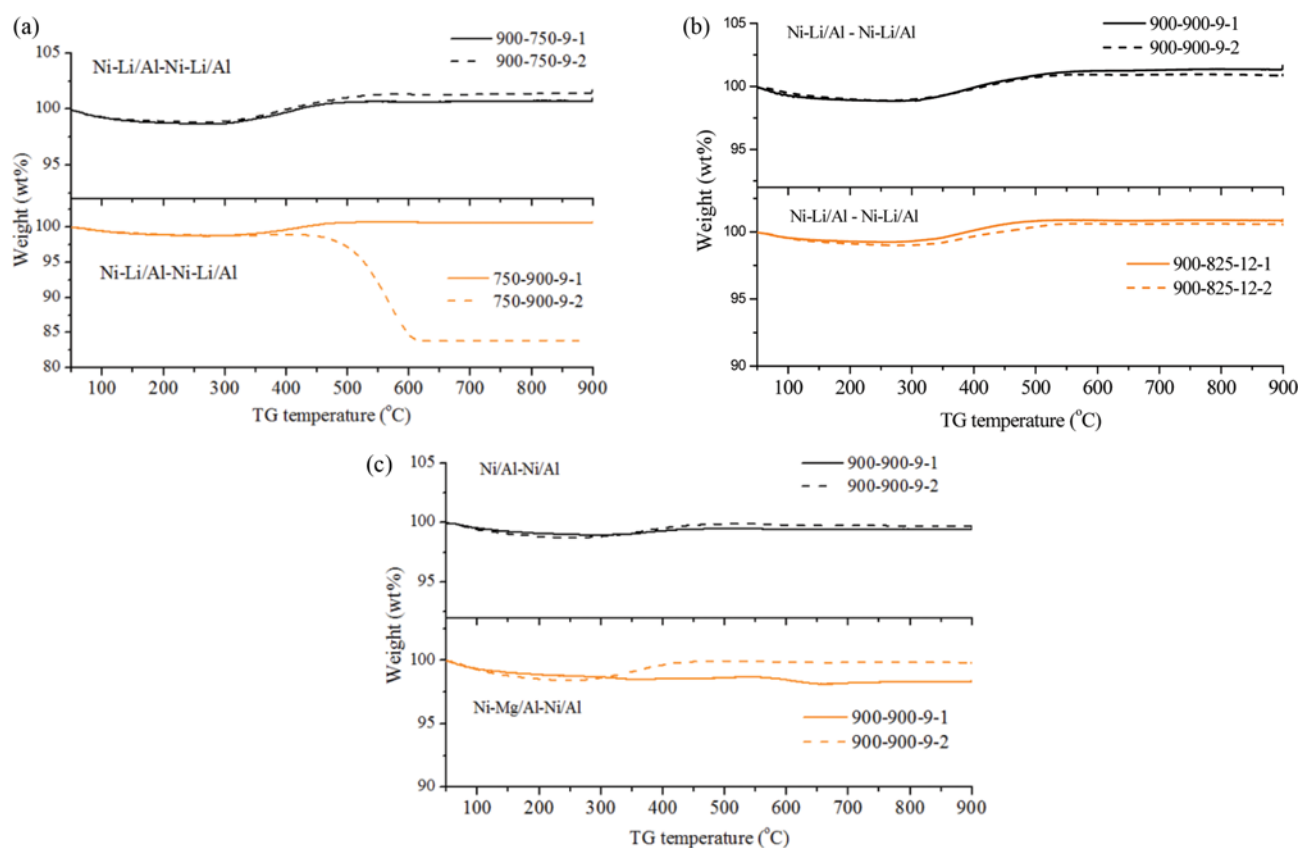 (a)
Ni-Li/Al-Ni-Li/Al
900-750-9-1
900-750-9-2
105
100
95
Weight (wt%)
100
95
90
85
80
Ni-Li/Al-Ni-Li/Al
750-900-9-1
750-900-9-2
100 200 300 400 500 600 700 800 900
TG temperature (°C)
(b)
Ni-Li/Al - Ni-Li/Al
900-900-9-1
900-900-9-2
105
100
95
Weight (wt%)
100
95
90
Ni-Li/Al - Ni-Li/Al
900-825-12-1
900-825-12-2
100 200 300 400 500 600 700 800 900
TG temperature (°C)
(c)
Ni/Al-Ni/Al
900-900-9-1
900-900-9-2
105
100
95
Weight (wt%)
100
95
90
Ni-Mg/Al-Ni/Al
900-900-9-1
900-900-9-2
100 200 300 400 500 600 700 800 900
TG temperature (°C)